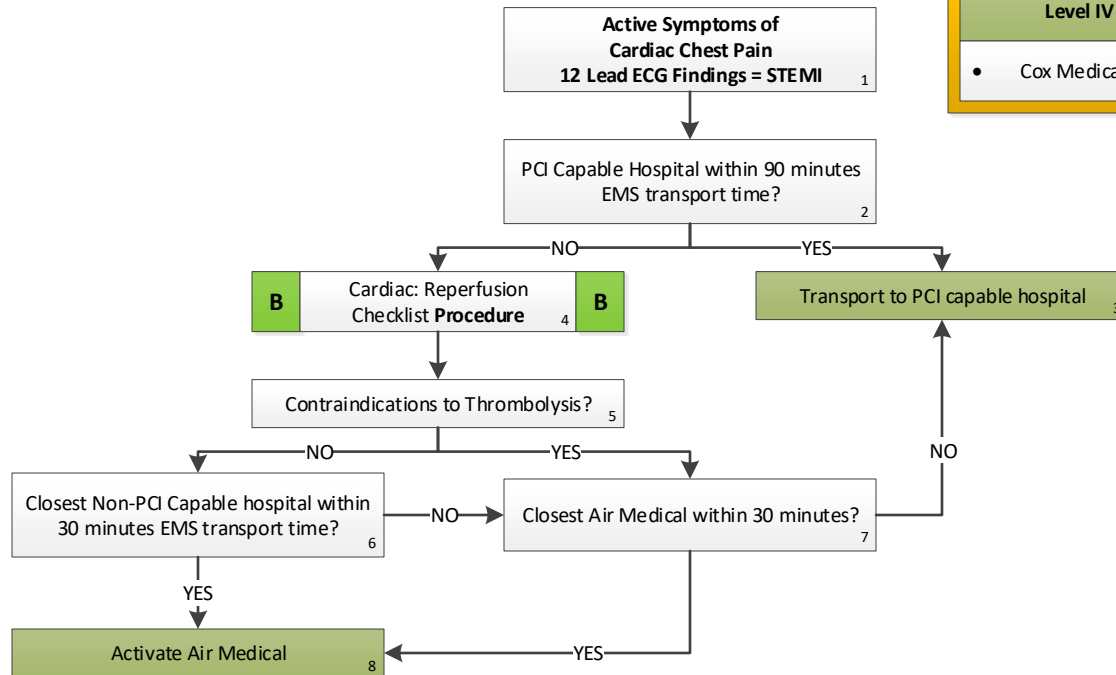 Level IV
• Cox Medica
Active Symptoms of
Cardiac Chest Pain
12 Lead ECG Findings = STEMI
1
PCI Capable Hospital within 90 minutes
EMS transport time?
2
NO
YES
B
Cardiac: Reperfusion
Checklist Procedure
4
B
Transport to PCI capable hospital
3
Contraindications to Thrombolysis?
5
NO
YES
NO
Closest Non-PCI Capable hospital within
30 minutes EMS transport time?
6
NO
Closest Air Medical within 30 minutes?
7
YES
Activate Air Medical
8
YES